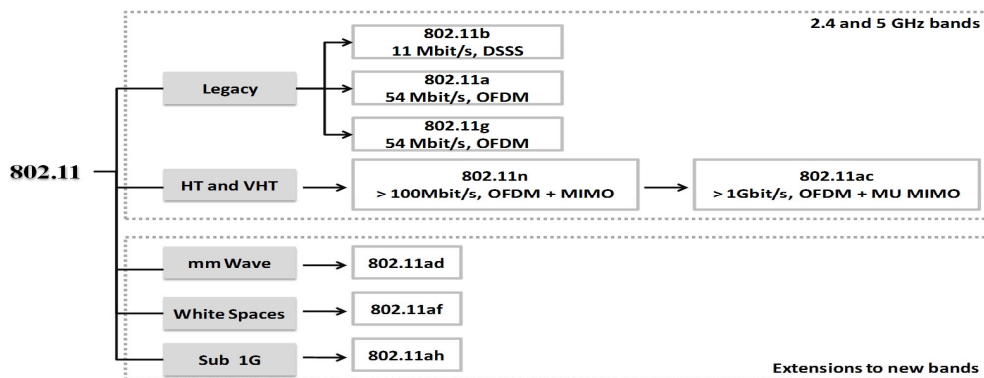 2.4 and 5 GHz bands
802.11b
11 Mbit/s, DSSS
Legacy
802.11a
54 Mbit/s, OFDM
802.11g
54 Mbit/s, OFDM
802.11
HT and VHT
802.11n
> 100Mbit/s, OFDM + MIMO
802.11ac
> 1Gbit/s, OFDM + MU MIMO
mm Wave
802.11ad
White Spaces
802.11af
Sub 1G
802.11ah
Extensions to new bands